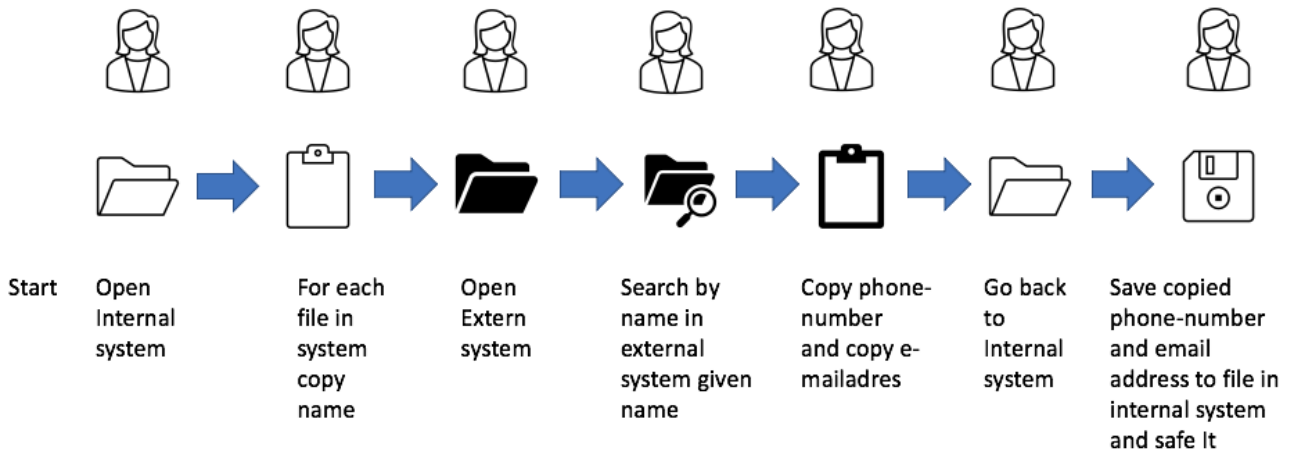 Start
Open
Internal
system
For each
file in
system
copy
name
Open
Extern
system
Search by
name in
external
system given
name
Copy phone-
number
and copy e-
mailadres
Go back
to
Internal
system
Save copied
phone-number
and email
address to file in
internal system
and safe It